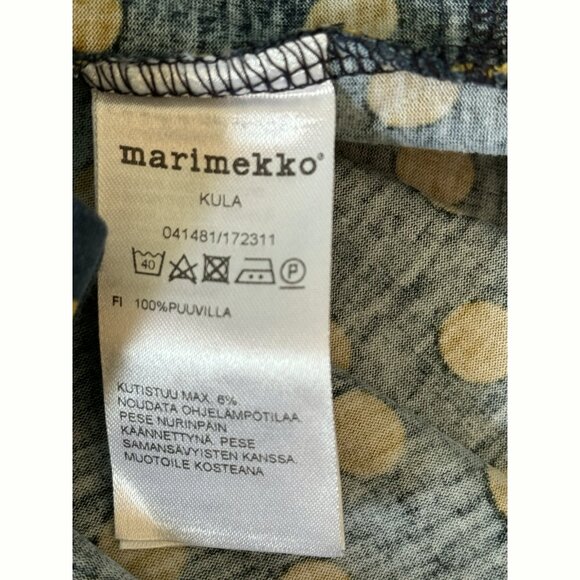 marimekko®
KULA
041481/172311
40 P
FI 100%PUUVILLA
KUTISTUU MAX. 6%.
NOUDATA OHJELÄMPÖTILAA.
PESE NURINPÄIN
KÄÄNNETTYNÄ. PESE
SAMANSÄVYISTEN KANSSA.
MUOTOILE KOSTEANA